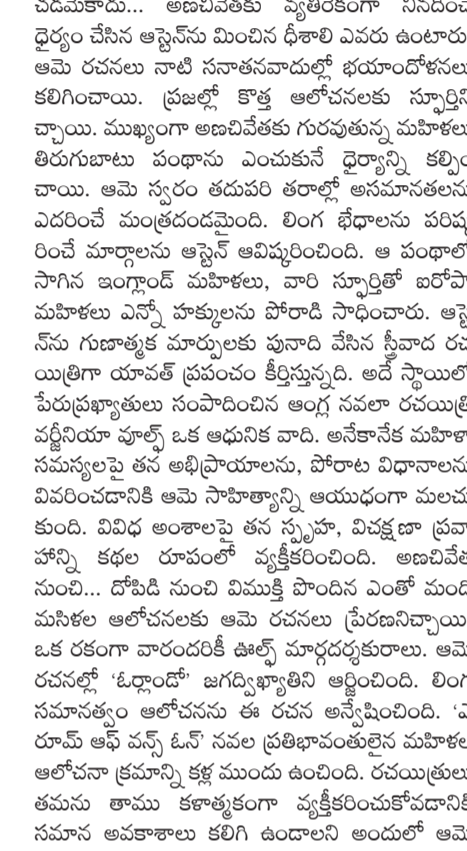 చడమేకాదు... అణచివేతకు వ్యతిరేకంగా నినదించ
ధైర్యం చేసిన ఆస్టెన్‌ను మించిన ధీశాలి ఎవరు ఉంటారు
ఆమె రచనలు నాటి సనాతనవాదుల్లో భయాందోళనలు
కలిగించాయి. ప్రజల్లో కొత్త ఆలోచనలకు స్ఫూర్తిని
చ్చాయి. ముఖ్యంగా అణచివేతకు గురవుతున్న మహిళలు
తిరుగుబాటు పంథాను ఎంచుకునే ధైర్యాన్ని కల్పిం
చాయి. ఆమె స్వరం తదుపరి తరాల్లో అసమానతలను
ఎదరించే మంత్రదండమైంది. లింగ భేధాలను పరిష్క
రించే మార్గాలను ఆస్టెన్ ఆవిష్కరించింది. ఆ పంథాలో
సాగిన ఇంగ్లాండ్ మహిళలు, వారి స్ఫూర్తితో ఐరోపా
మహిళలు ఎన్నో హక్కులను పోరాడి సాధించారు. ఆస్టె
న్‌ను గుణాత్మక మార్పులకు పునాది వేసిన స్త్రీవాద రచ
యిత్రిగా యావత్ ప్రపంచం కీర్తిస్తున్నది. అదే స్థాయిలో
పేరుప్రఖ్యాతులు సంపాదించిన ఆంగ్ల నవలా రచయిత్రి
వర్జీనియా వూల్ఫ్ ఒక ఆధునిక వాది. అనేకానేక మహిళా
సమస్యలపై తన అభిప్రాయాలను, పోరాట విధానాలను
వివరించడానికి ఆమె సాహిత్యాన్ని ఆయుధంగా మలచు
కుంది. వివిధ అంశాలపై తన స్పృహ, విచక్షణా ప్రవా
హాన్ని కథల రూపంలో వ్యక్తీకరించింది. అణచివేత
నుంచి... దోపిడి నుంచి విముక్తి పొందిన ఎంతో మంది
మసిళల ఆలోచనలకు ఆమె రచనలు ప్రేరణనిచ్చాయి
ఒక రకంగా వారందరికీ ఊల్ఫ్ మార్గదర్శకురాలు. ఆమె
రచనల్లో ‘ఓర్లాండో’ జగద్విఖ్యాతిని ఆర్జించింది. లింగ
సమానత్వం ఆలోచనను ఈ రచన అన్వేషించింది. ‘ఎ
రూమ్ ఆఫ్ వన్స్ ఓన్’ నవల ప్రతిభావంతులైన మహిళల
ఆలోచనా క్రమాన్ని కళ్ల ముందు ఉంచింది. రచయిత్రులు
తమను తాము కళాత్మకంగా వ్యక్తీకరించుకోవడానికి
సమాన అవకాశాలు కలిగి ఉండాలని అందులో ఆమె